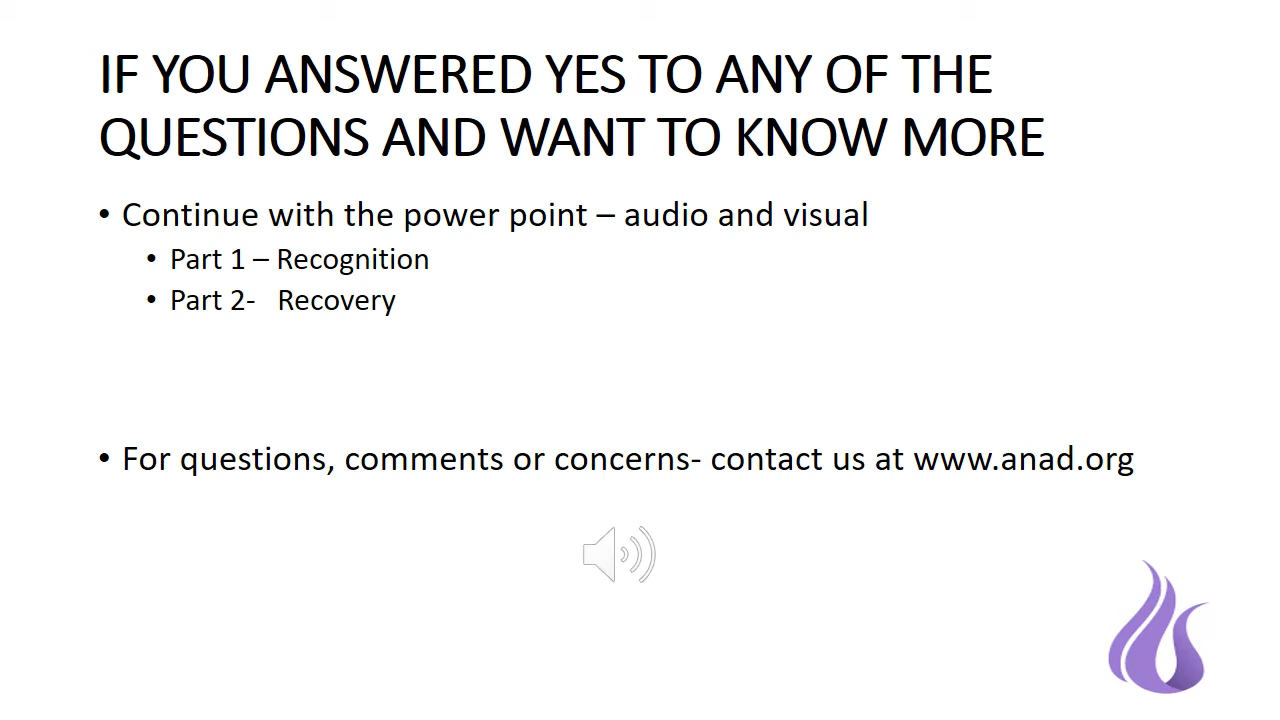 IF YOU ANSWERED YES TO ANY OF THE
QUESTIONS AND WANT TO KNOW MORE
• Continue with the power point – audio and visual
• Part 1 – Recognition
• Part 2- Recovery
• For questions, comments or concerns- contact us at www.anad.org